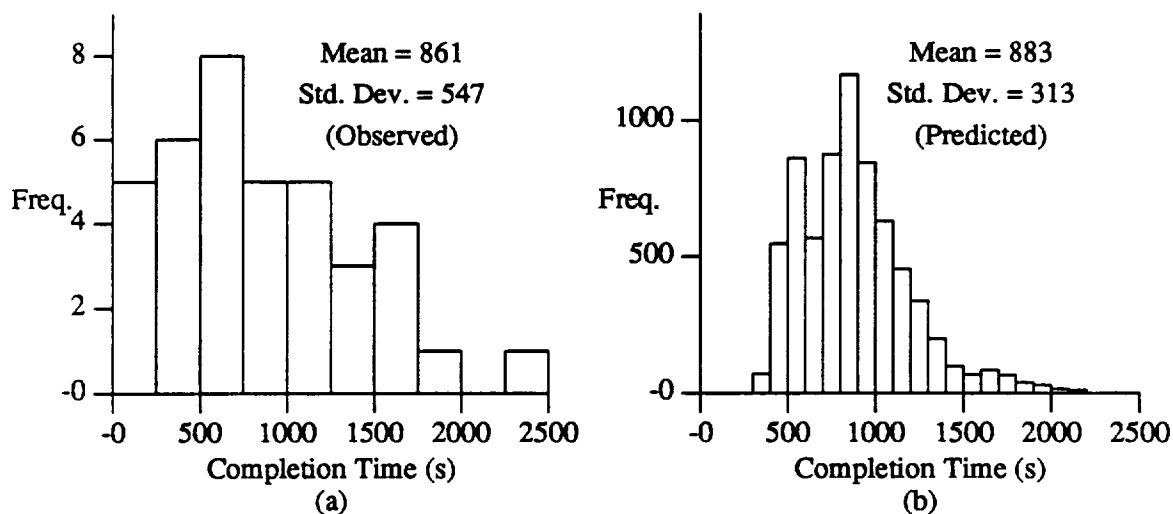 8
6
Freq.
4
2
-0
Mean = 861
Std. Dev. = 547
(Observed)
-0 500 1000 1500 2000 2500
Completion Time (s)
(a)
1000
Freq.
500
-0
Mean = 883
Std. Dev. = 313
(Predicted)
-0 500 1000 1500 2000 2500
Completion Time (s)
(b)